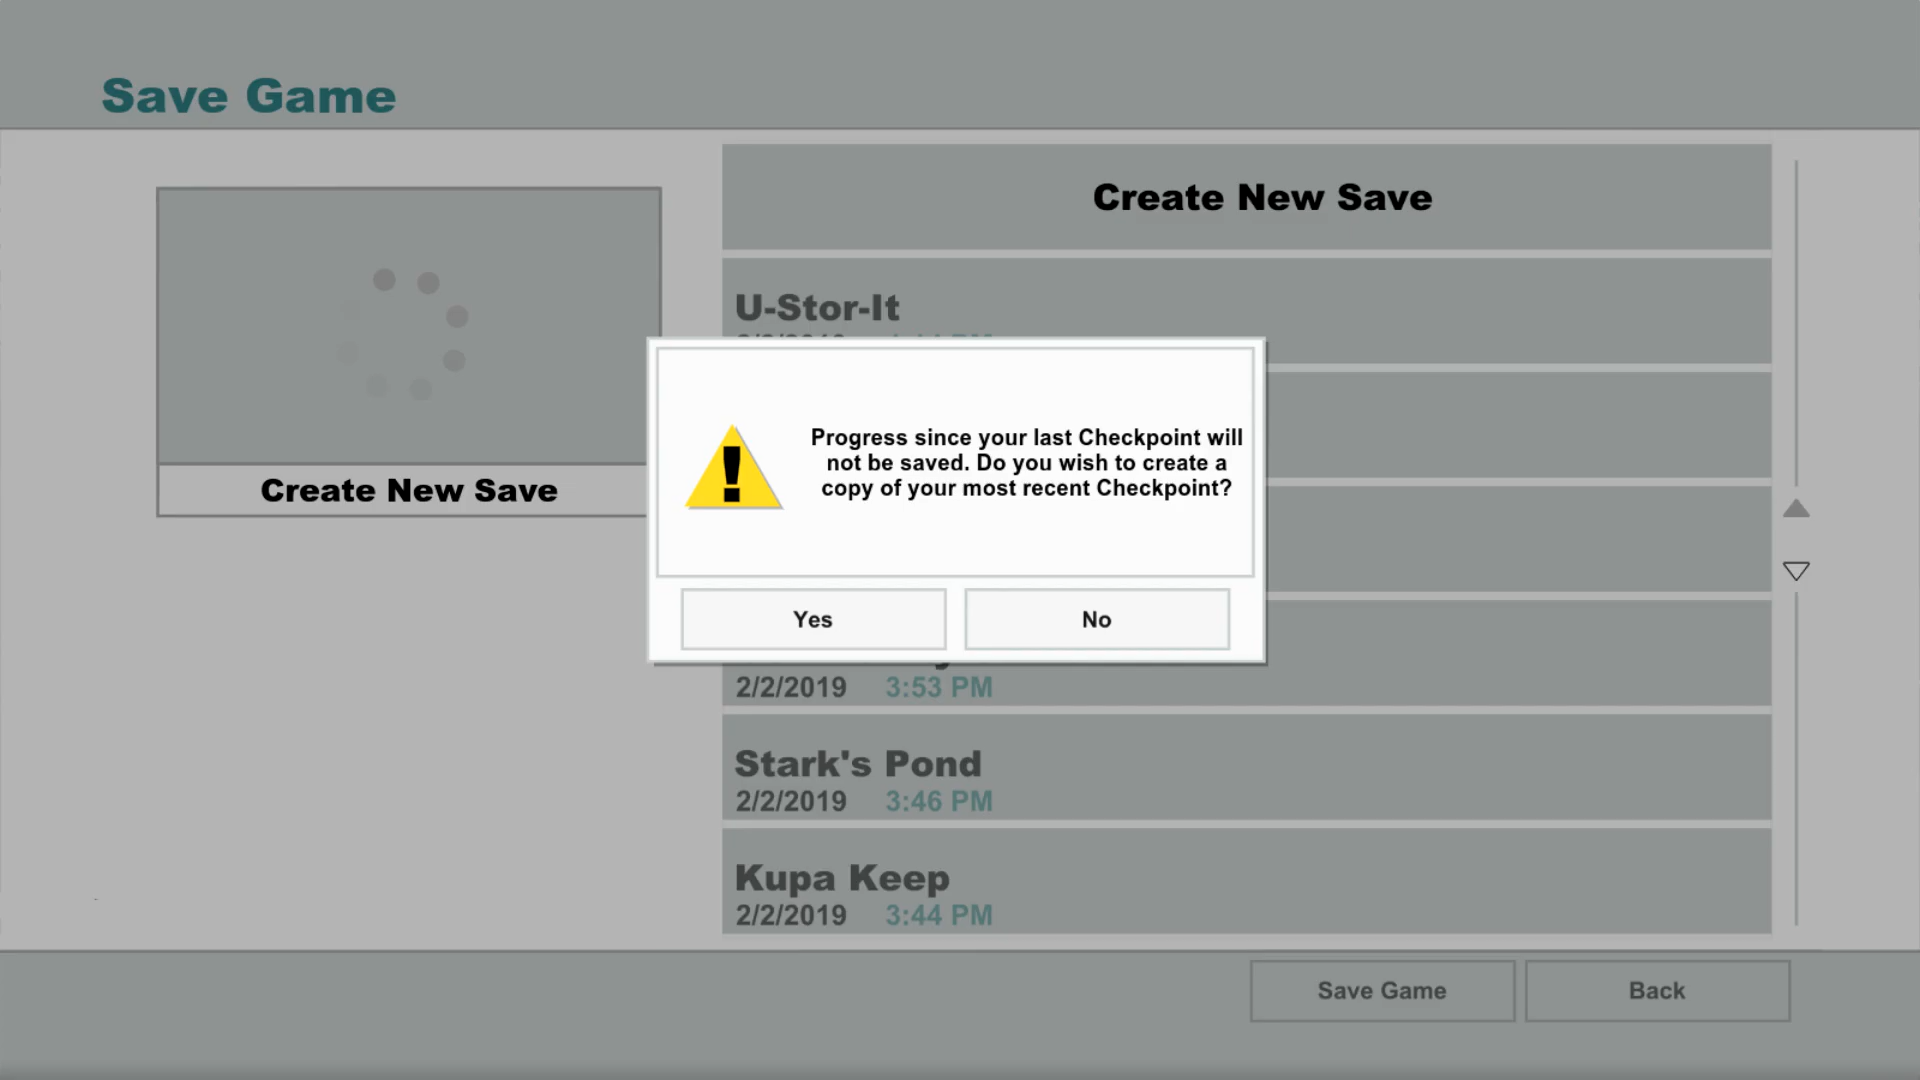 Save Game
Create New Save
U-Stor-It
Create New Save
Progress since your last Checkpoint will
not be saved. Do you wish to create a
copy of your most recent Checkpoint?
Yes
No
2/2/2019 3:53 PM
Stark's Pond
2/2/2019 3:46 PM
Kupa Keep
2/2/2019 3:44 PM
Save Game
Back